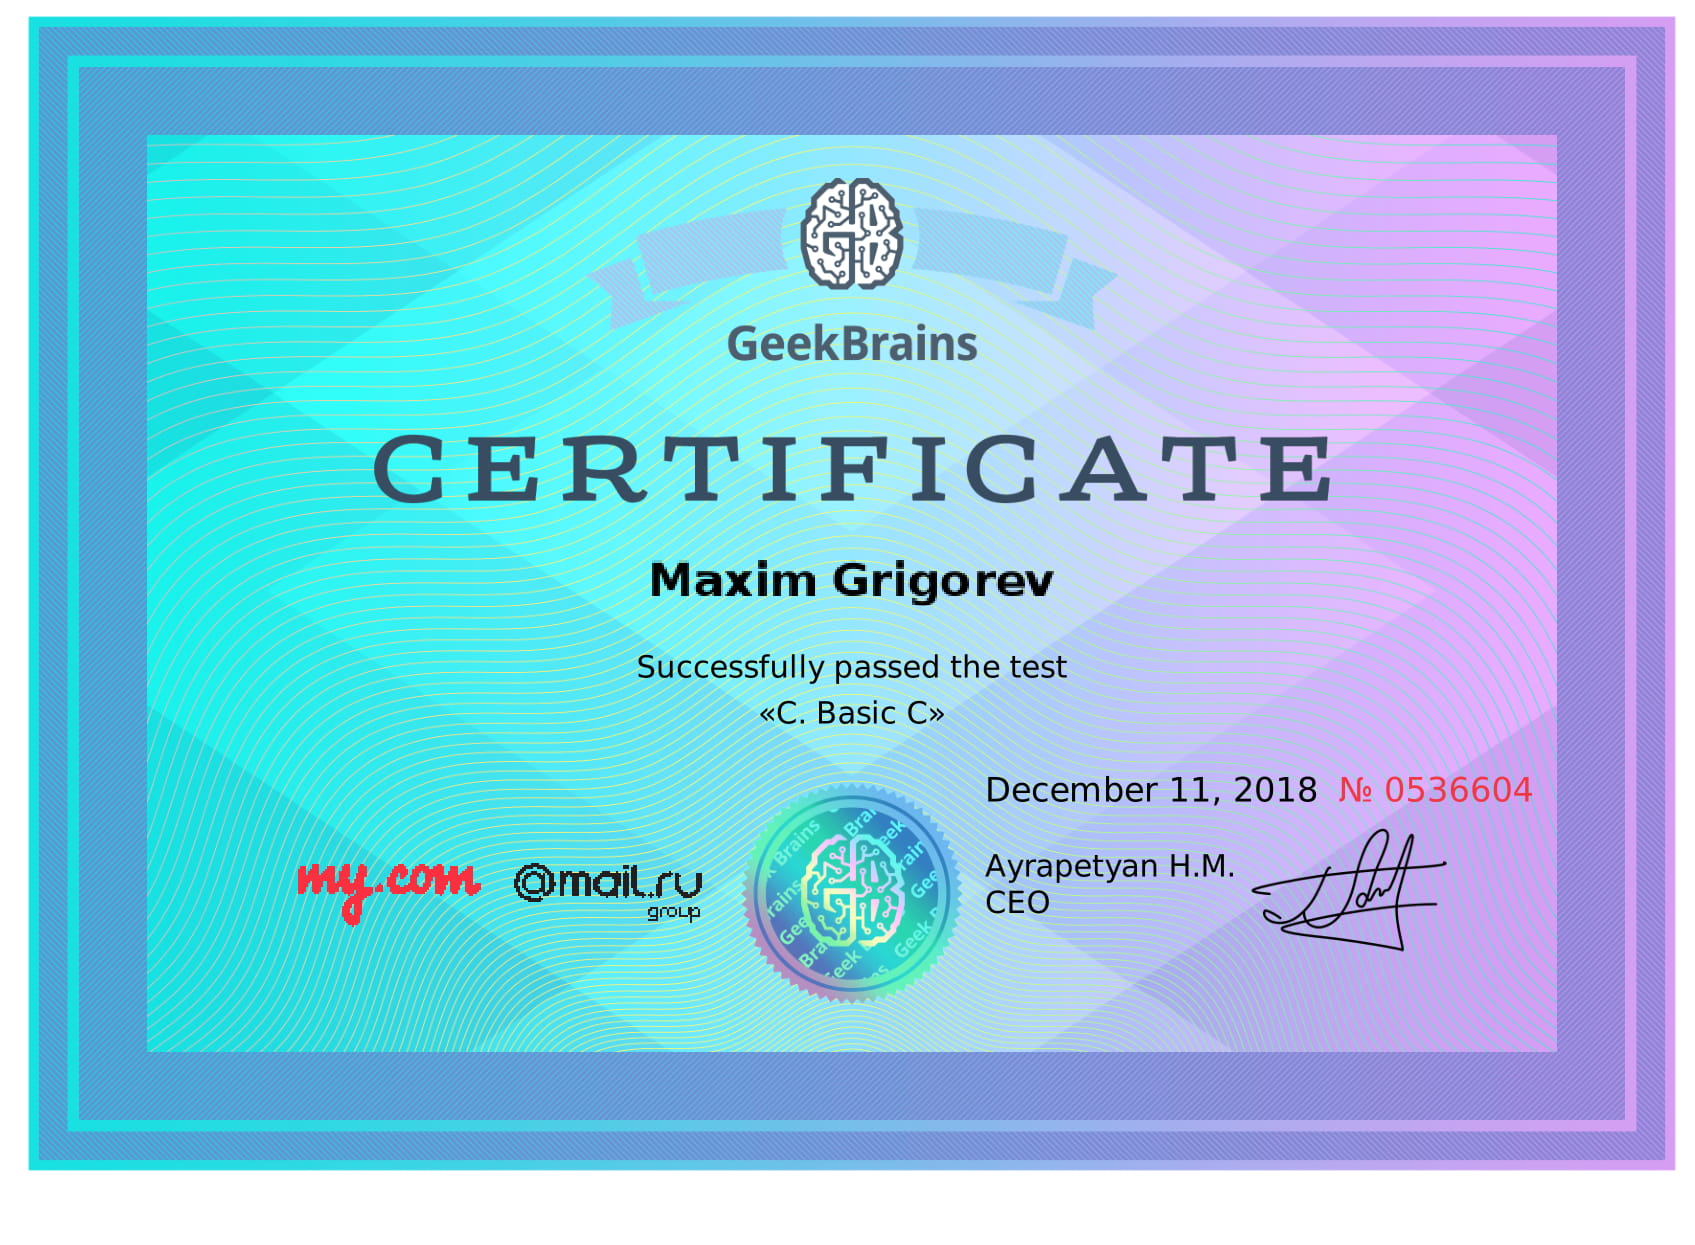 GeekBrains
CERTIFICATE
Maxim Grigorev
Successfully passed the test
«C. Basic C»
December 11, 2018 № 0536604
Ayrapetyan H.M.
CEO
my.com
@mail.ru
group